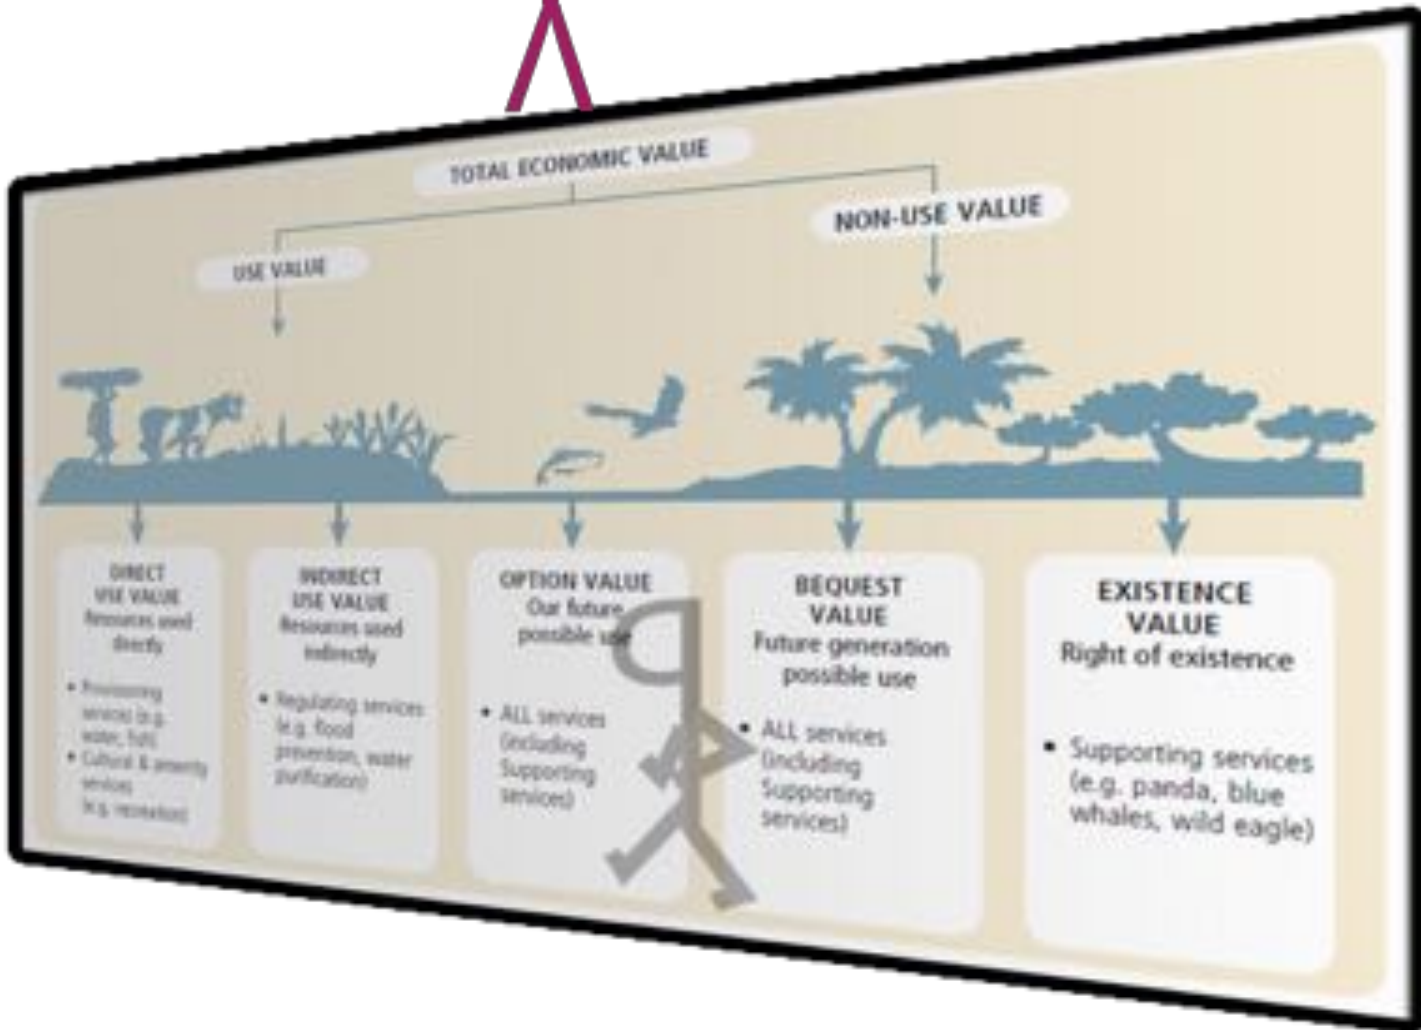 TOTAL ECONOMIC VALUE
USE VALUE
NON-USE VALUE
DIRECT
USE VALUE
Resources used
directly
• Provisioning
services (e.g.
water, fish)
• Cultural & amenity
services
(e.g. recreation)
INDIRECT
USE VALUE
Resources used
indirectly
• Regulating services
(e.g. flood
prevention, water
purification)
OPTION VALUE
Our future
possible use
• ALL services
(including
Supporting
services)
BEQUEST
VALUE
Future generation
possible use
• ALL services
(including
Supporting
services)
EXISTENCE
VALUE
Right of existence
• Supporting services
(e.g. panda, blue
whales, wild eagle)